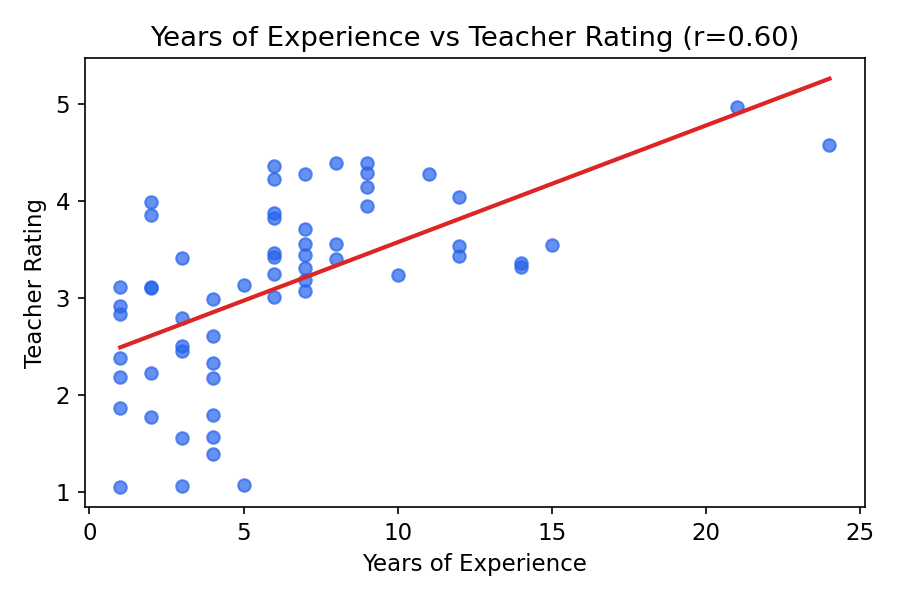 Years of Experience vs Teacher Rating (r=0.60)
Teacher Rating
5
4
3
2
1
0 5 10 15 20 25
Years of Experience